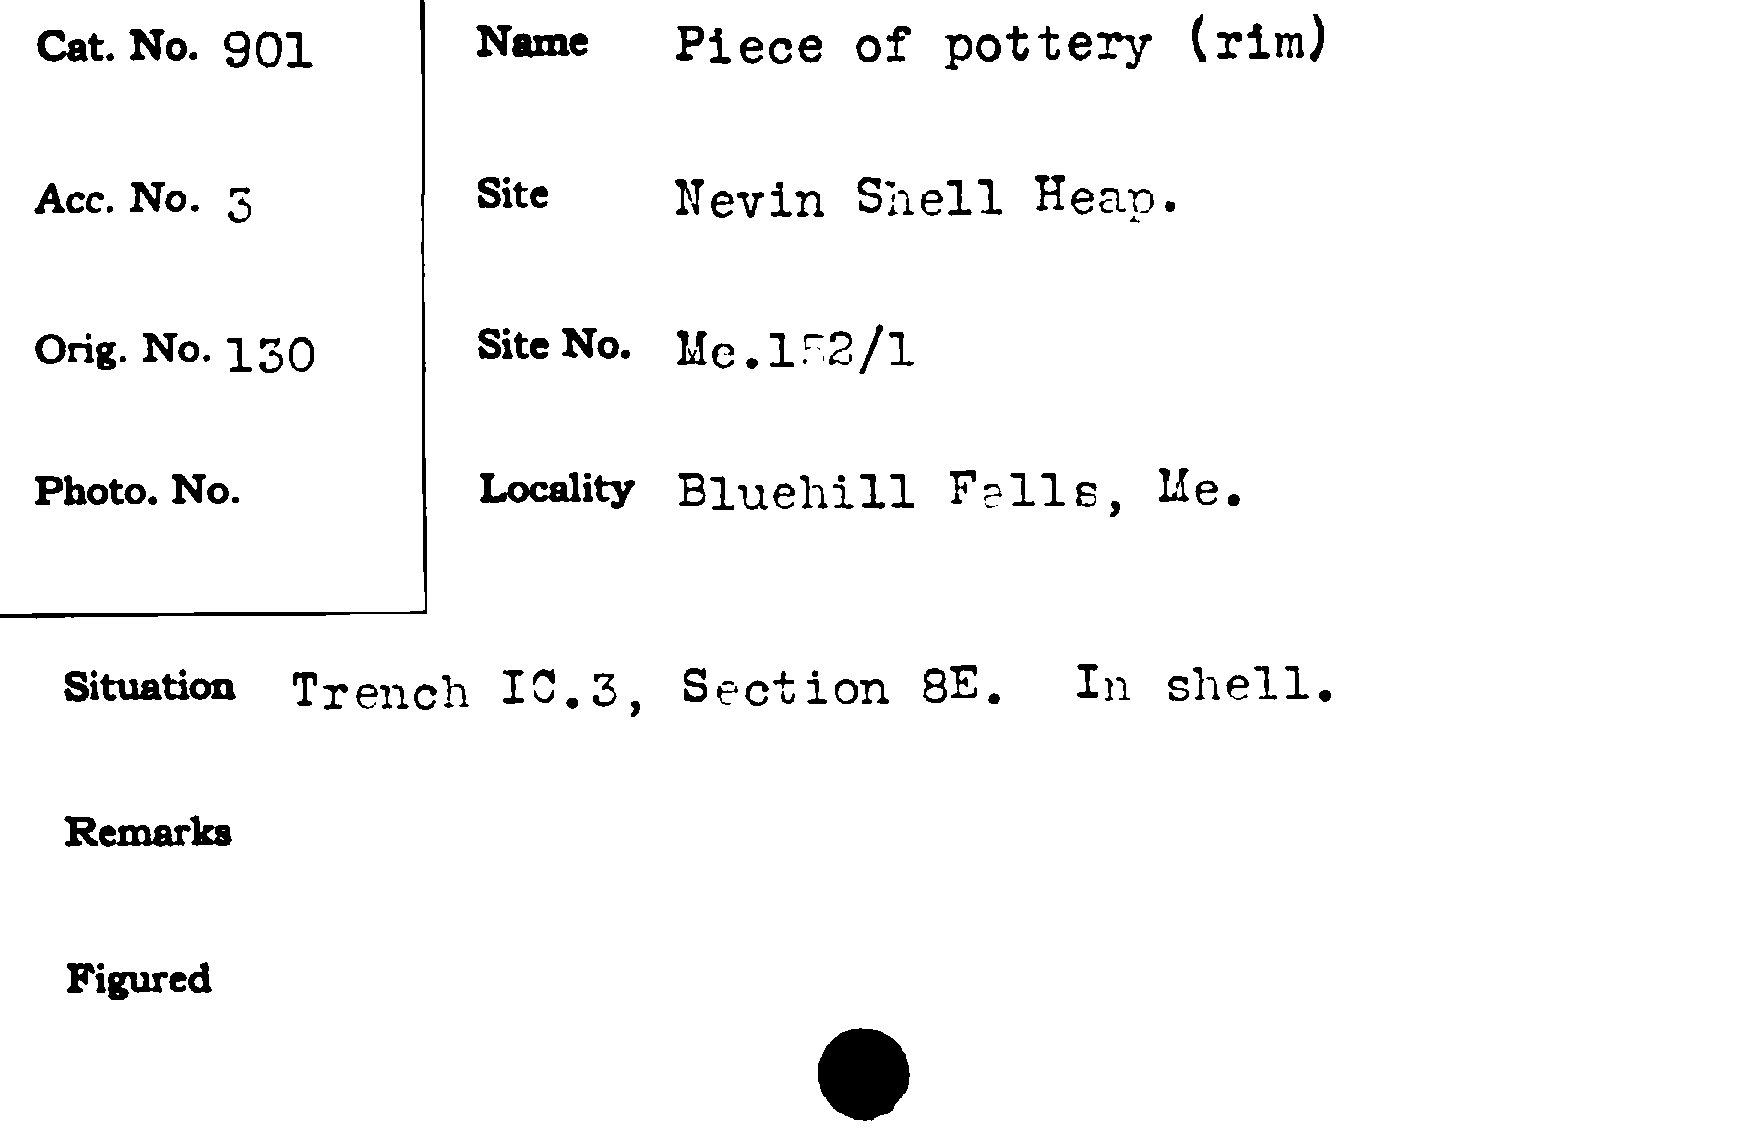 Cat. No. 901
Name Piece of pottery (rim)
Acc. No. 3
Site Nevin Shell Heap.
Orig. No. 130
Site No. Me.152/1
Photo. No.
Locality Bluehill Falls, Me.
Situation Trench IC.3, Section 8E. In shell.
Remarks
Figured